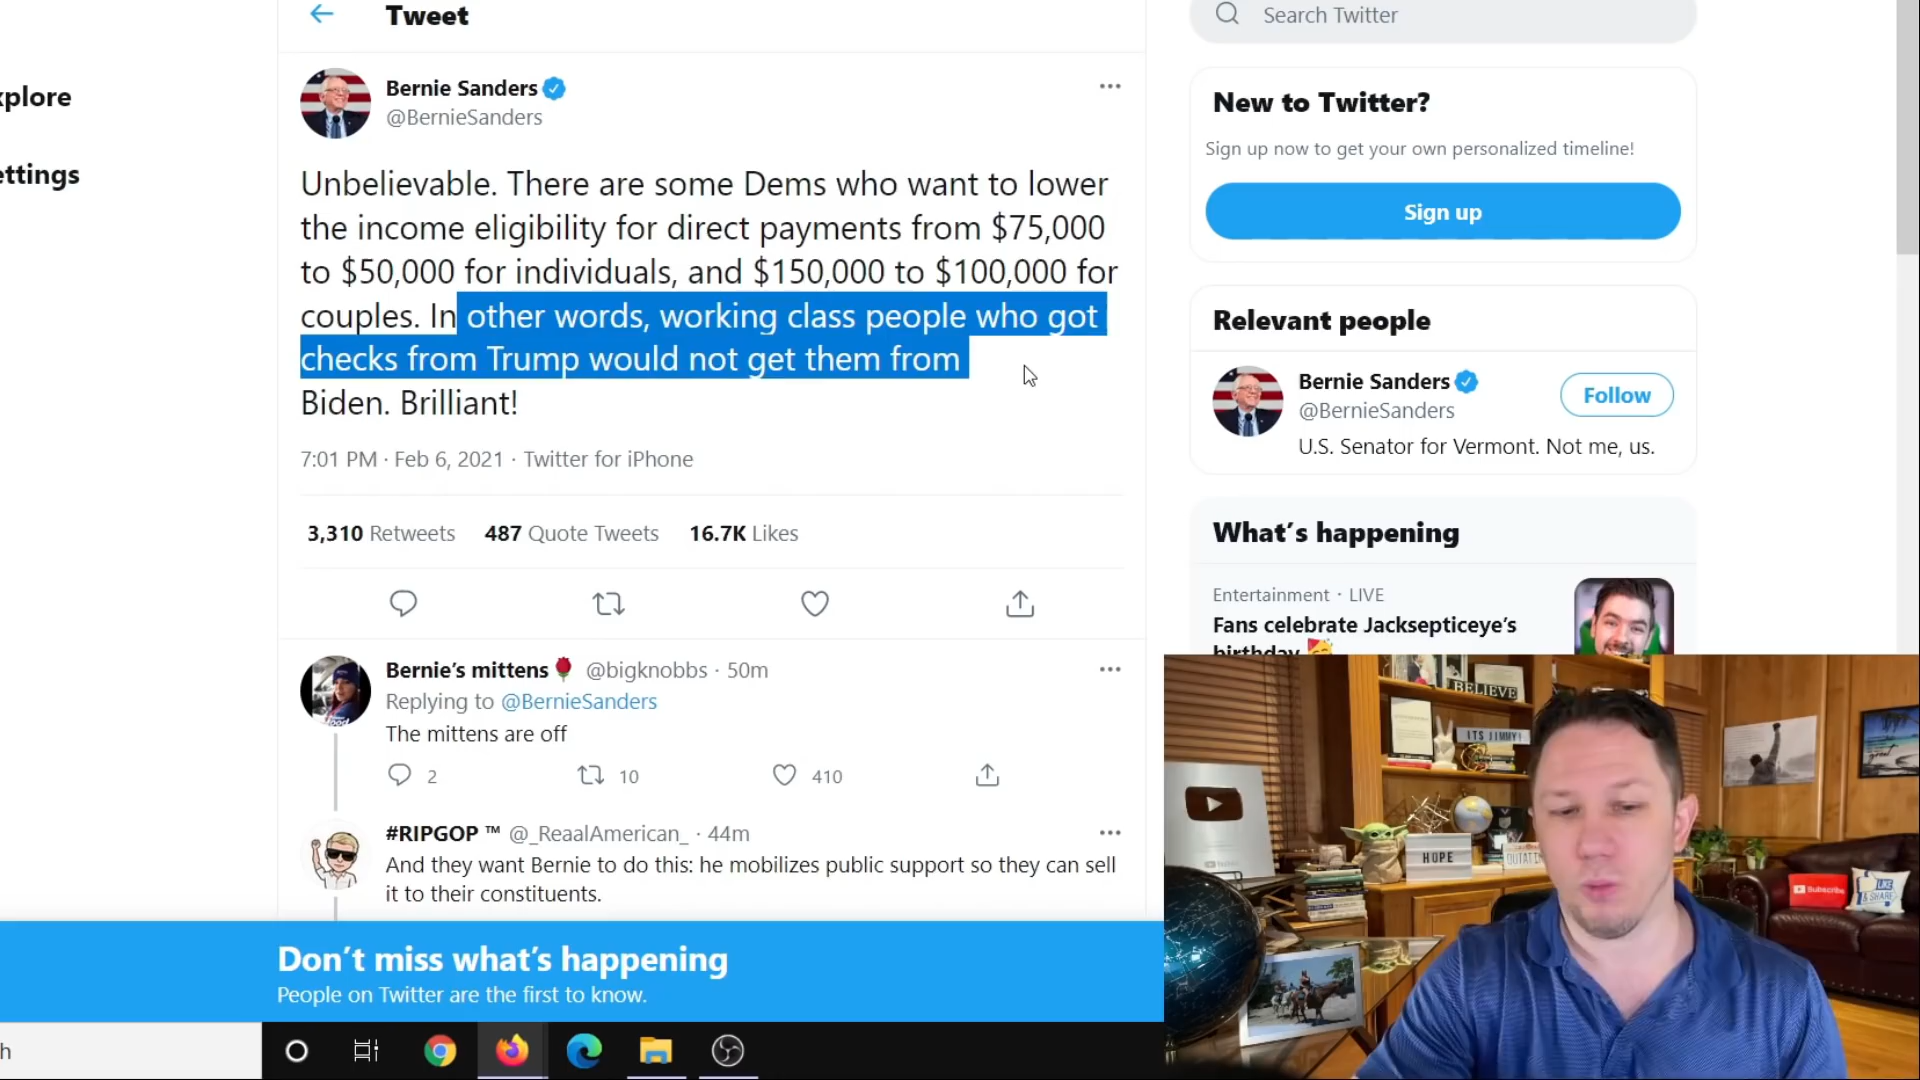 Tweet
Search Twitter
xplore
ettings
Bernie Sanders
@BernieSanders
Unbelievable. There are some Dems who want to lower
the income eligibility for direct payments from $75,000
to $50,000 for individuals, and $150,000 to $100,000 for
couples. In other words, working class people who got
checks from Trump would not get them from
Biden. Brilliant!
7:01 PM · Feb 6, 2021 · Twitter for iPhone
3,310 Retweets 487 Quote Tweets 16.7K Likes
Bernie's mittens @bigknobbs · 50m
Replying to @BernieSanders
The mittens are off
2 10 410
#RIPGOP ™ @_ReaalAmerican_ · 44m
And they want Bernie to do this: he mobilizes public support so they can sell
it to their constituents.
New to Twitter?
Sign up now to get your own personalized timeline!
Sign up
Relevant people
Bernie Sanders
@BernieSanders
Follow
U.S. Senator for Vermont. Not me, us.
What's happening
Entertainment · LIVE
Fans celebrate Jacksepticeye's
birthday
BELIEVE
ITS JIMMY!
HOPE
Subscribe
LIKE
& SHARE
Don't miss what's happening
People on Twitter are the first to know.
h